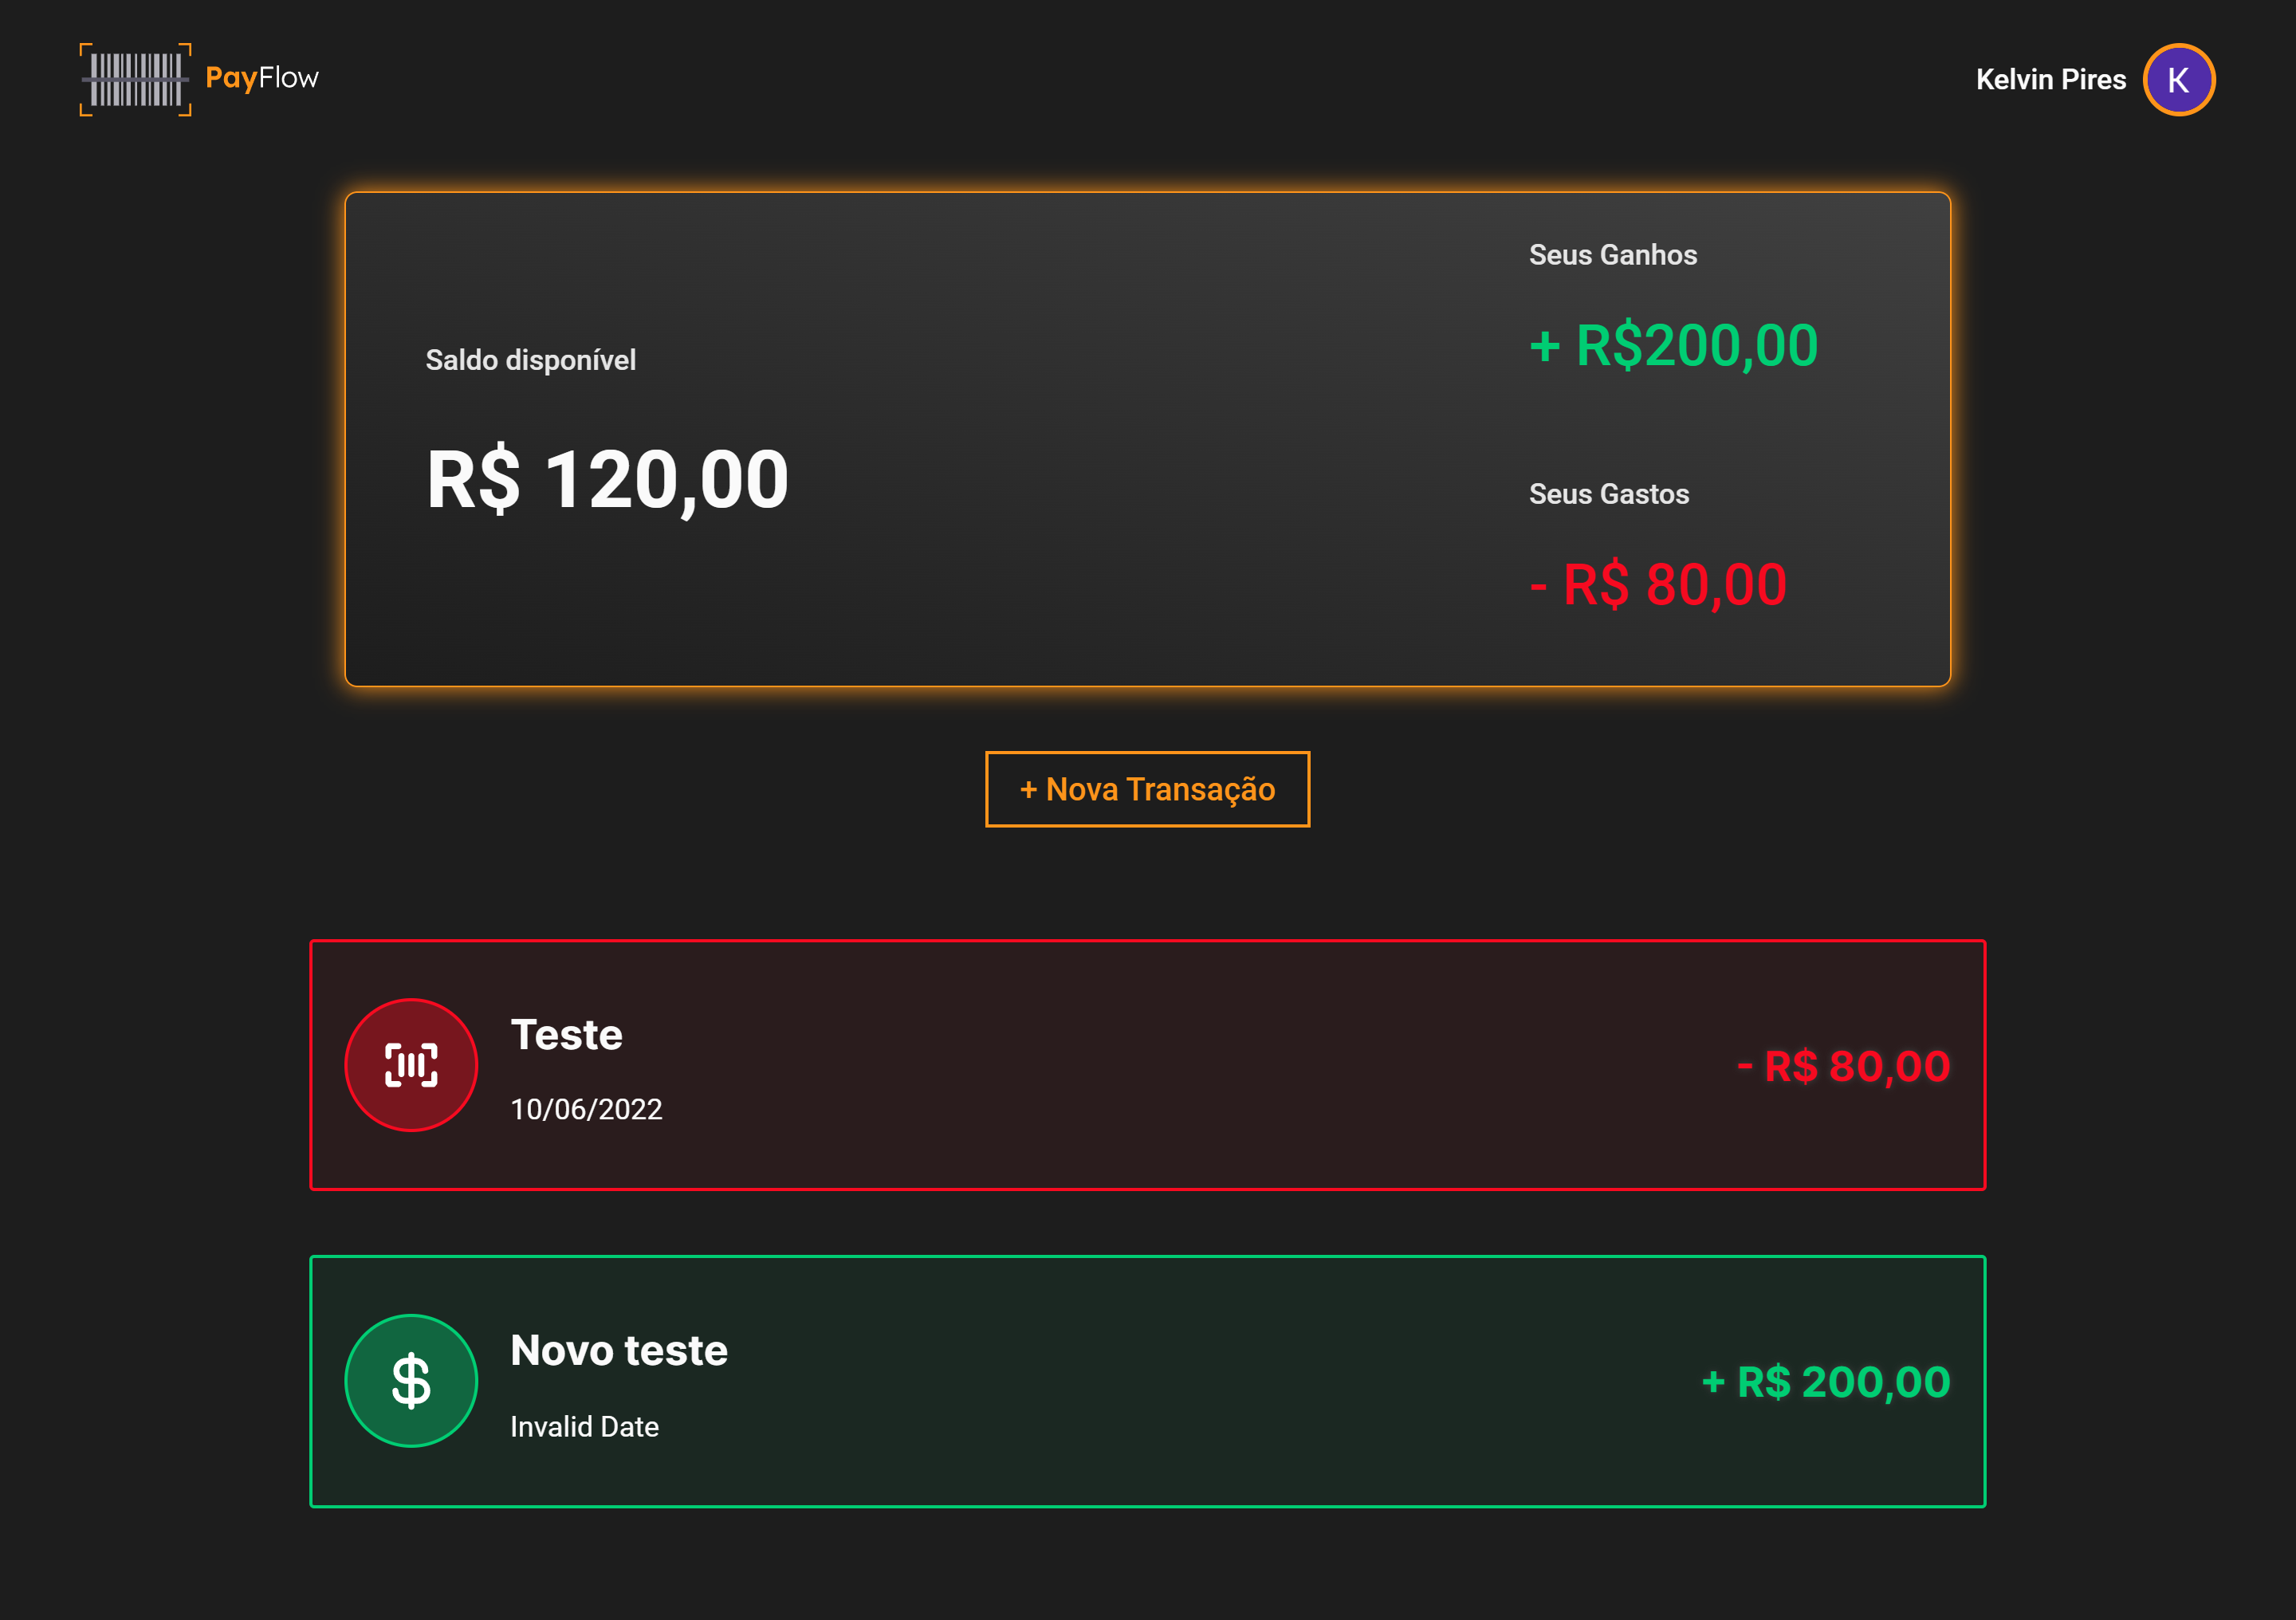 PayFlow
Kelvin Pires
K
Saldo disponível
R$ 120,00
Seus Ganhos
+ R$200,00
Seus Gastos
- R$ 80,00
+ Nova Transação
Teste
10/06/2022
- R$ 80,00
Novo teste
Invalid Date
+ R$ 200,00